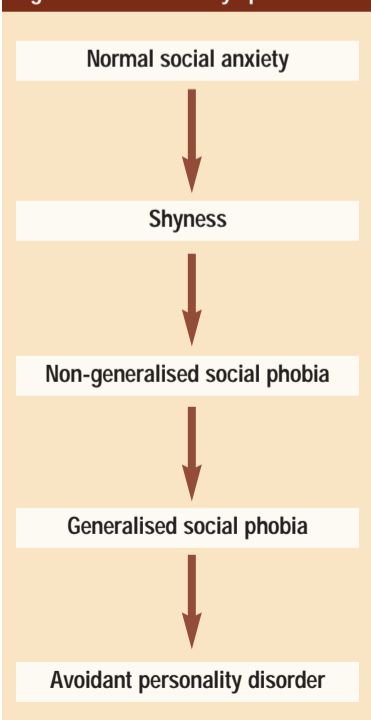 Normal social anxiety
Shyness
Non-generalised social phobia
Generalised social phobia
Avoidant personality disorder